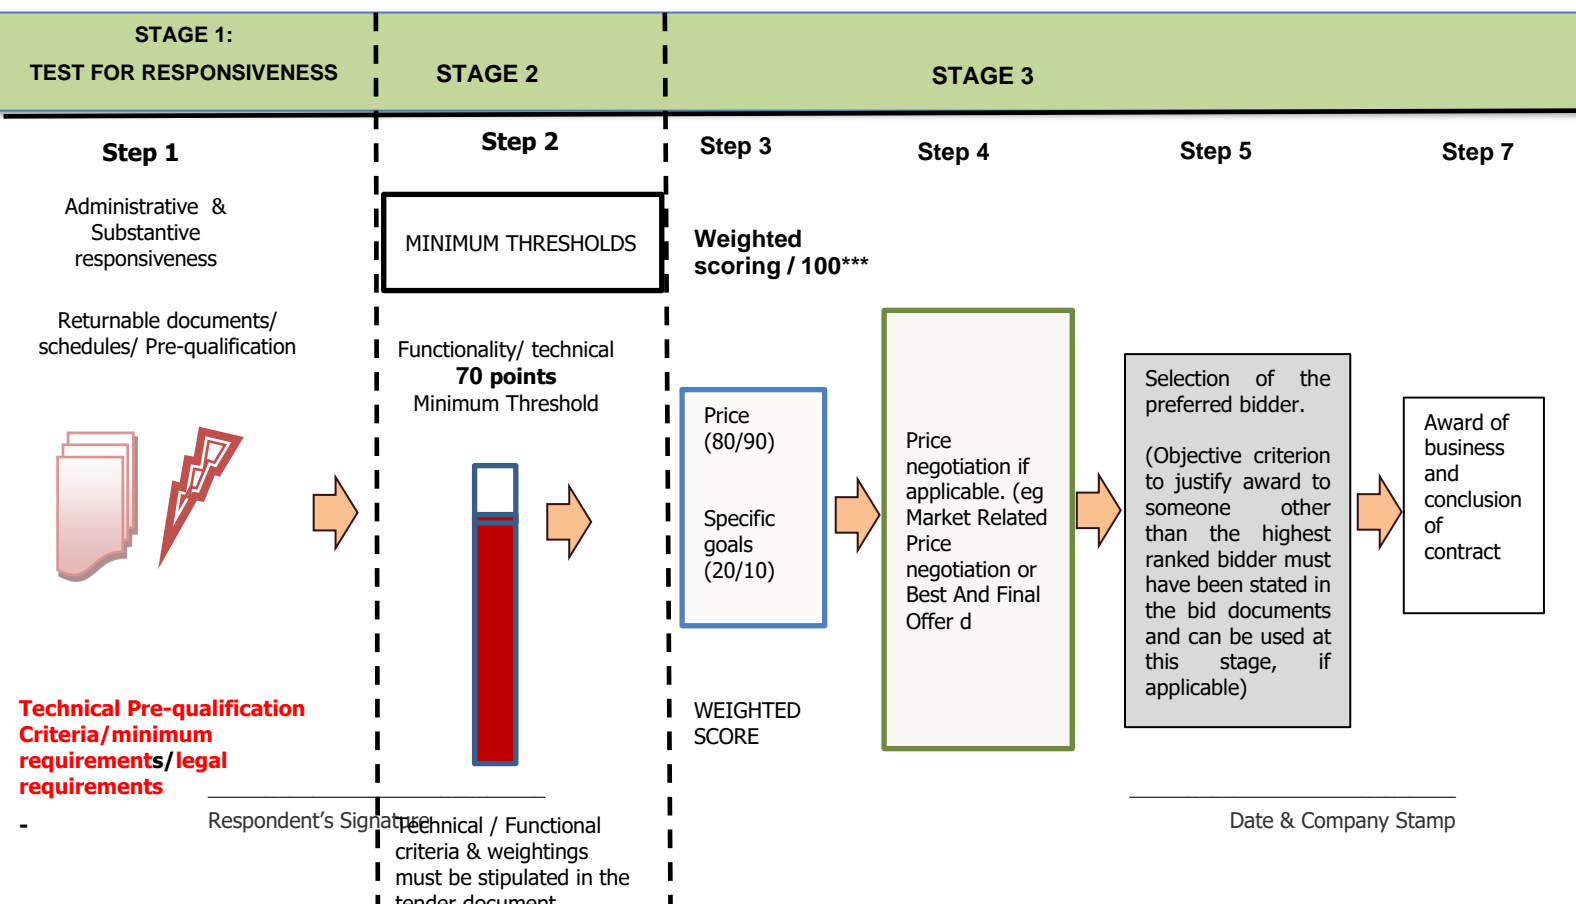 STAGE 1:
TEST FOR RESPONSIVENESS
STAGE 2
STAGE 3
Step 1
Administrative &
Substantive
responsiveness
Returnable documents/
schedules/ Pre-qualification
Technical Pre-qualification
Criteria/minimum
requirements/legal
requirements
-
Step 2
MINIMUM THRESHOLDS
Functionality/ technical
70 points
Minimum Threshold
Technical / Functional
criteria & weightings
must be stipulated in the
tender document
Step 3
Weighted
scoring / 100***
Price
(80/90)
Specific
goals
(20/10)
WEIGHTED
SCORE
Step 4
Price
negotiation if
applicable. (eg
Market Related
Price
negotiation or
Best And Final
Offer d
Step 5
Selection of the
preferred bidder.
(Objective criterion
to justify award to
someone other
than the highest
ranked bidder must
have been stated in
the bid documents
and can be used at
this stage, if
applicable)
Step 7
Award of
business
and
conclusion
of
contract
Respondent's Signature
Date & Company Stamp